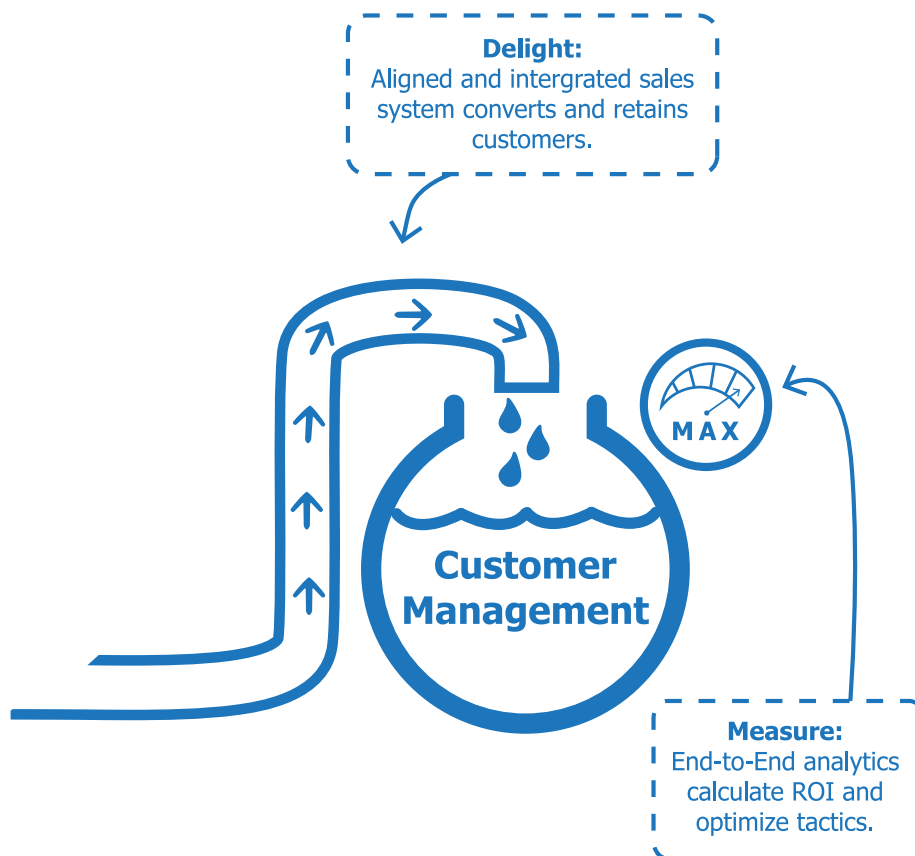 Delight:
Aligned and intergrated sales
system converts and retains
customers.
MAX
Customer
Management
Measure:
End-to-End analytics
calculate ROI and
optimize tactics.